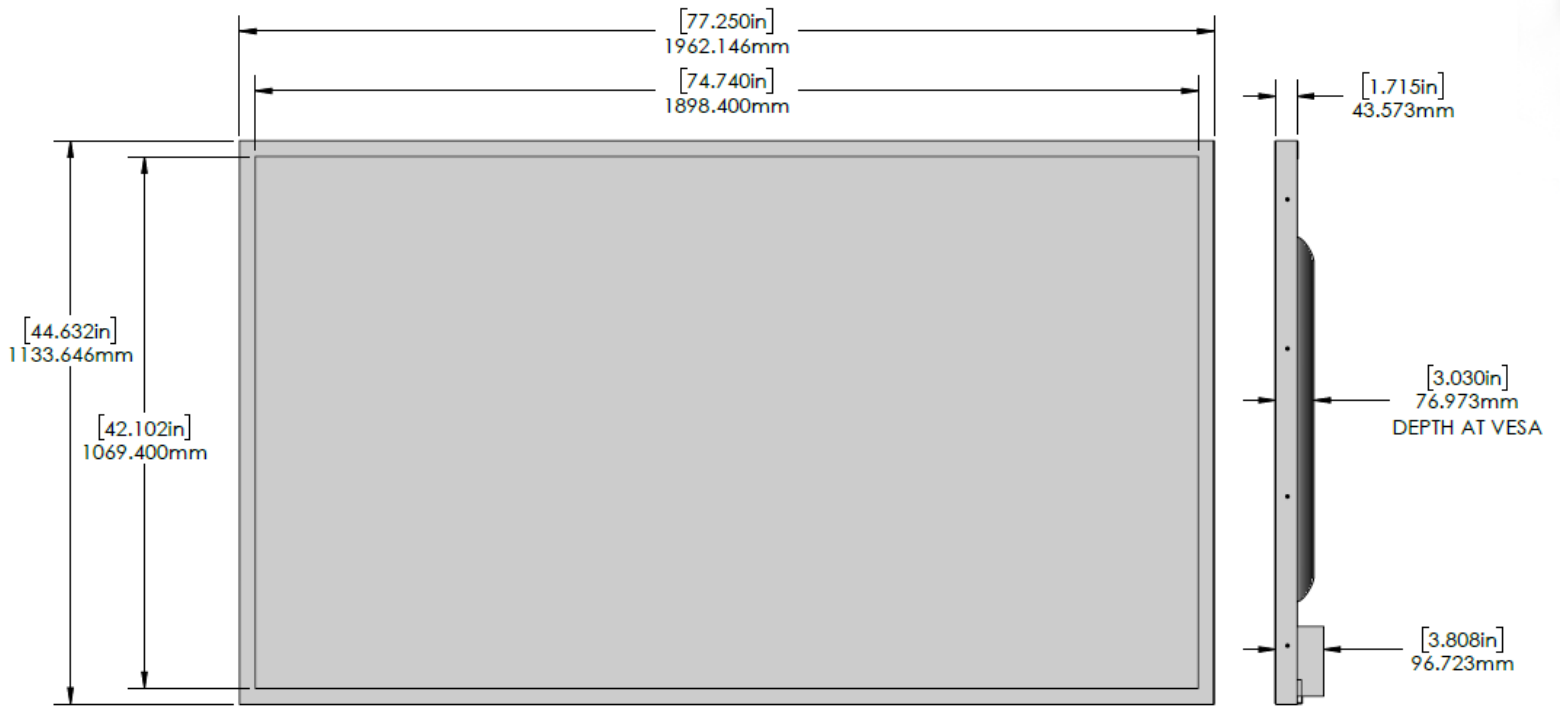 [77.250in]
1962.146mm
[74.740in]
1898.400mm
[1.715in]
43.573mm
[44.632in]
1133.646mm
[42.102in]
1069.400mm
[3.030in]
76.973mm
DEPTH AT VESA
[3.808in]
96.723mm